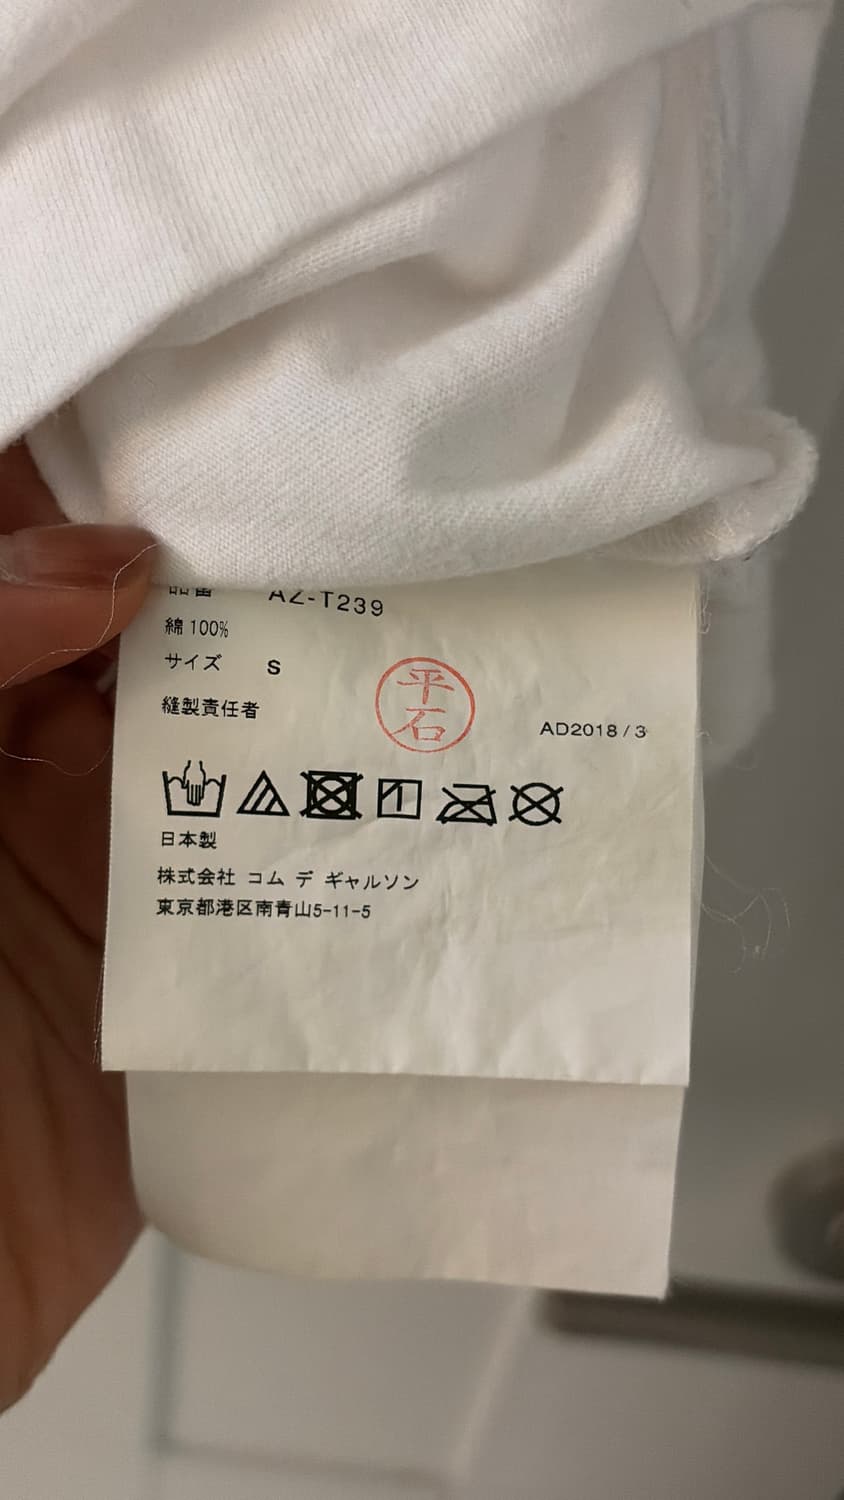 品番 AZ-T239
綿 100%
サイズ S
縫製責任者
平石
AD2018 / 3
日本製
株式会社 コム デ ギャルソン
東京都港区南青山5-11-5